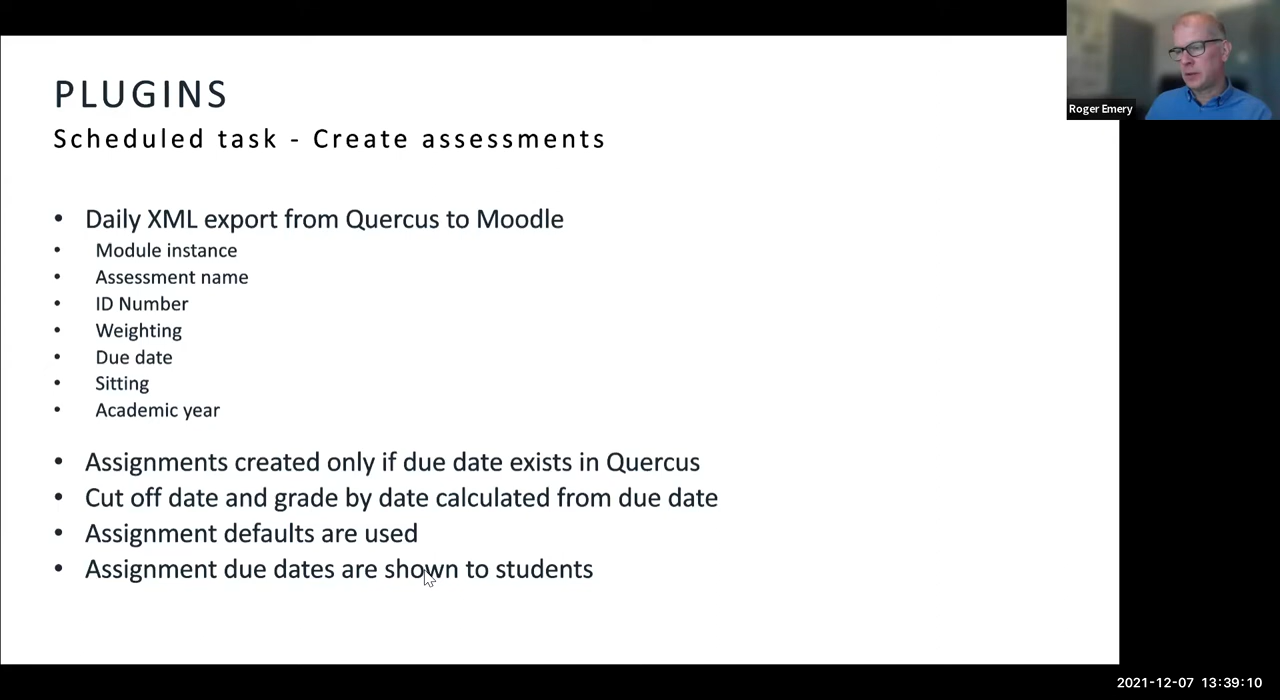 PLUGINS
Scheduled task - Create assessments
• Daily XML export from Quercus to Moodle
• Module instance
• Assessment name
• ID Number
• Weighting
• Due date
• Sitting
• Academic year
• Assignments created only if due date exists in Quercus
• Cut off date and grade by date calculated from due date
• Assignment defaults are used
• Assignment due dates are shown to students
Roger Emery
2021-12-07 13:39:10